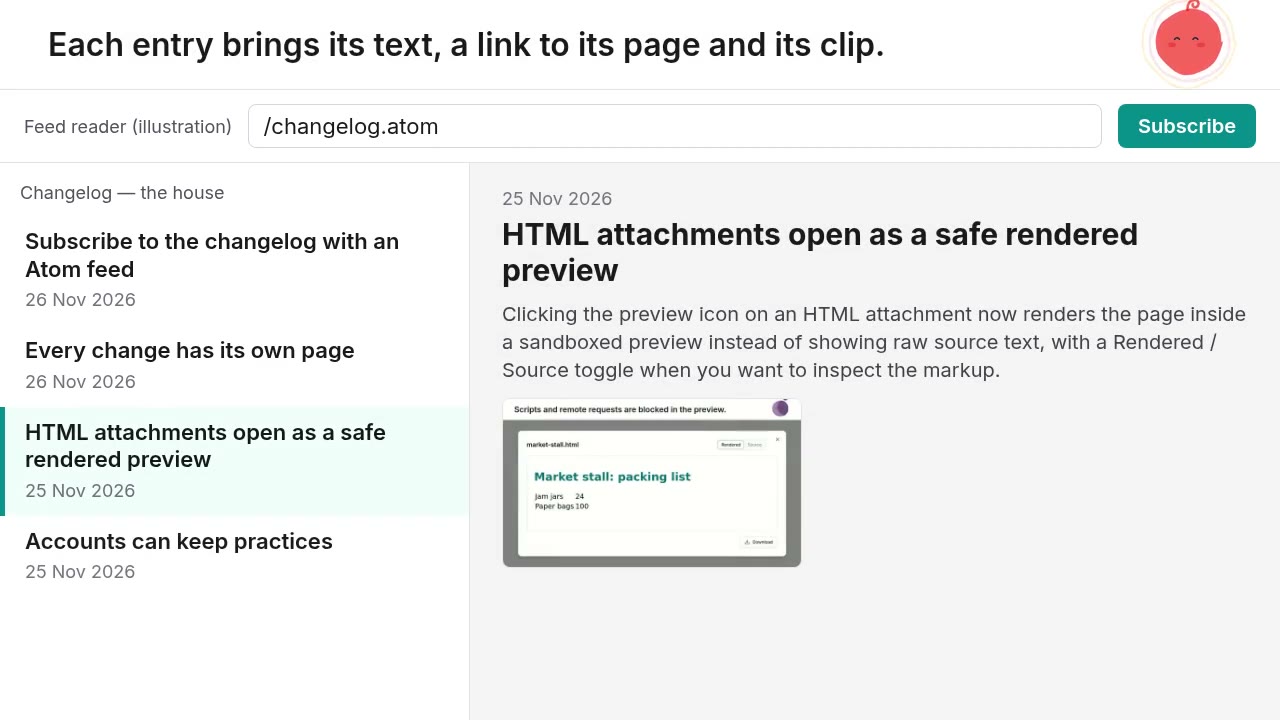 Each entry brings its text, a link to its page and its clip.
Feed reader (illustration)
/changelog.atom
Subscribe
Changelog — the house
Subscribe to the changelog with an
Atom feed
26 Nov 2026
Every change has its own page
26 Nov 2026
HTML attachments open as a safe
rendered preview
25 Nov 2026
Accounts can keep practices
25 Nov 2026
25 Nov 2026
HTML attachments open as a safe rendered
preview
Clicking the preview icon on an HTML attachment now renders the page inside
a sandboxed preview instead of showing raw source text, with a Rendered /
Source toggle when you want to inspect the markup.
Scripts and remote requests are blocked in the preview.
market-stall.html
Rendered
Source
Market stall: packing list
Jam jars 24
Paper bags 100
Download